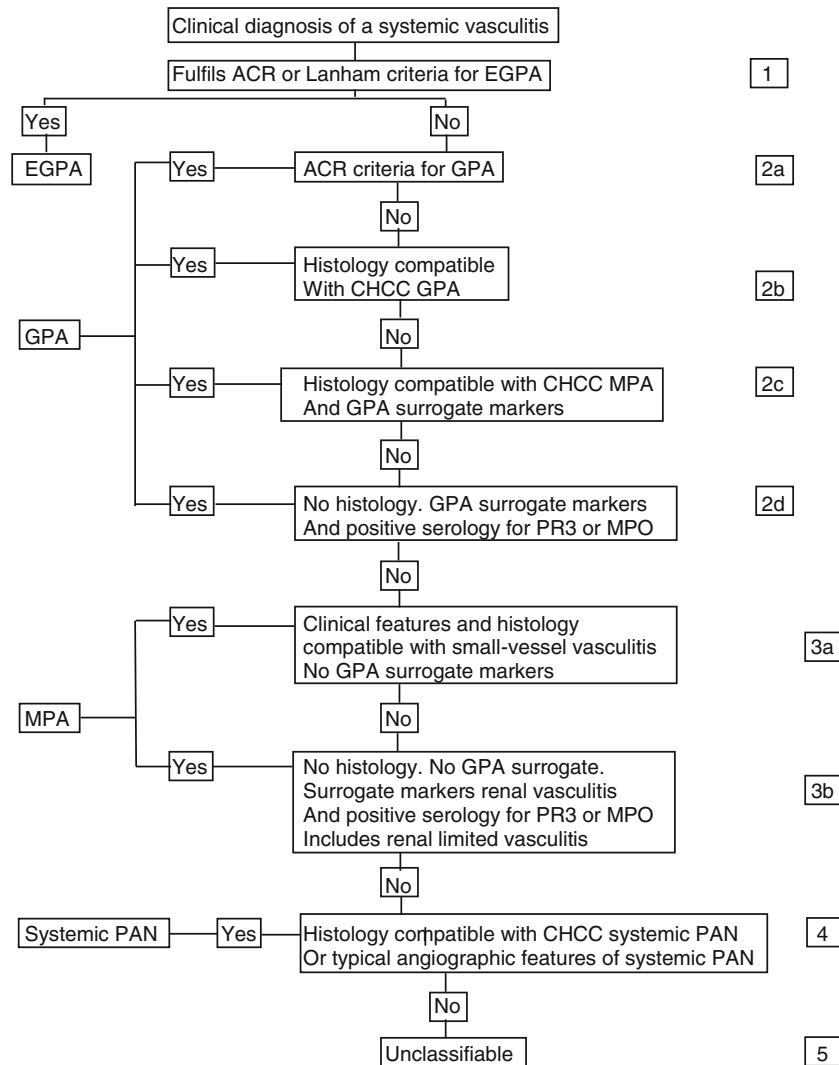 Clinical diagnosis of a systemic vasculitis
Fulfils ACR or Lanham criteria for EGPA
1
Yes
No
EGPA
Yes
ACR criteria for GPA
2a
No
Yes
Histology compatible
With CHCC GPA
2b
No
GPA
Yes
Histology compatible with CHCC MPA
And GPA surrogate markers
2c
No
Yes
No histology. GPA surrogate markers
And positive serology for PR3 or MPO
2d
No
Yes
Clinical features and histology
compatible with small-vessel vasculitis
No GPA surrogate markers
3a
MPA
No
Yes
No histology. No GPA surrogate.
Surrogate markers renal vasculitis
And positive serology for PR3 or MPO
Includes renal limited vasculitis
3b
No
Systemic PAN
Yes
Histology compatible with CHCC systemic PAN
Or typical angiographic features of systemic PAN
4
No
Unclassifiable
5